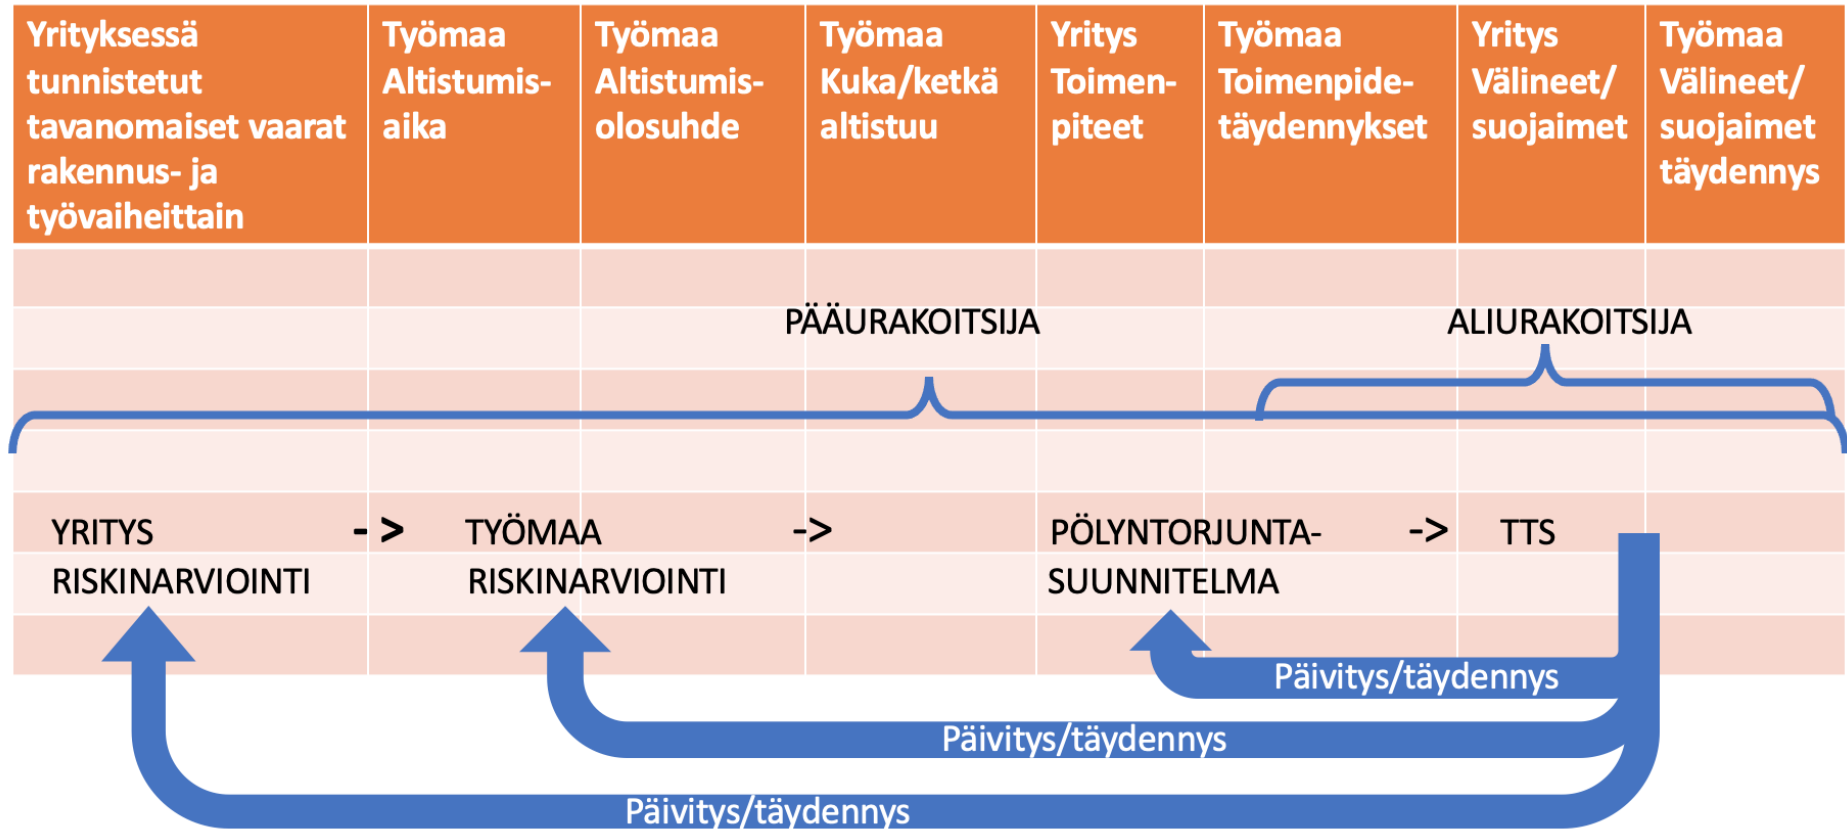 Yrityksessä
tunnistetut
tavanomaiset vaarat
rakennus- ja
työvaiheittain
Työmaa
Altistumis-
aika
Työmaa
Altistumis-
olosuhde
Työmaa
Kuka/ketkä
altistuu
Yritys
Toimen-
piteet
Työmaa
Toimenpide-
täydennykset
Yritys
Välineet/
suojaimet
Työmaa
Välineet/
suojaimet
täydennys
PÄÄURAKOITSIJA
ALIURAKOITSIJA
YRITYS
RISKINARVIOINTI
- >
TYÖMAA
RISKINARVIOINTI
->
PÖLYNTORJUNTA-
SUUNNITELMA
->
TTS
Päivitys/täydennys
Päivitys/täydennys
Päivitys/täydennys